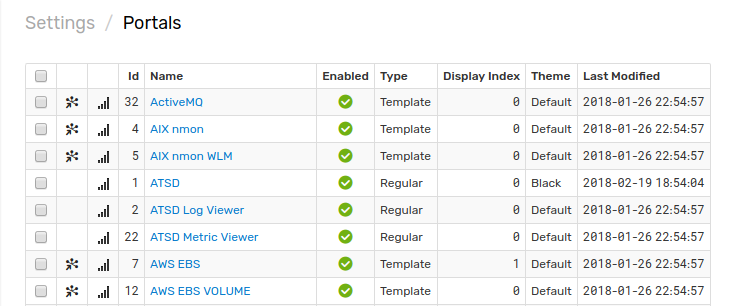 Settings / Portals
Id Name Enabled Type Display Index Theme Last Modified
32 ActiveMQ Template 0 Default 2018-01-26 22:54:57
4 AIX nmon Template 0 Default 2018-01-26 22:54:57
5 AIX nmon WLM Template 0 Default 2018-01-26 22:54:57
1 ATSD Regular 0 Black 2018-02-19 18:54:04
2 ATSD Log Viewer Regular 0 Default 2018-01-26 22:54:57
22 ATSD Metric Viewer Regular 0 Default 2018-01-26 22:54:57
7 AWS EBS Template 1 Default 2018-01-26 22:54:57
12 AWS EBS VOLUME Template 0 Default 2018-01-26 22:54:57